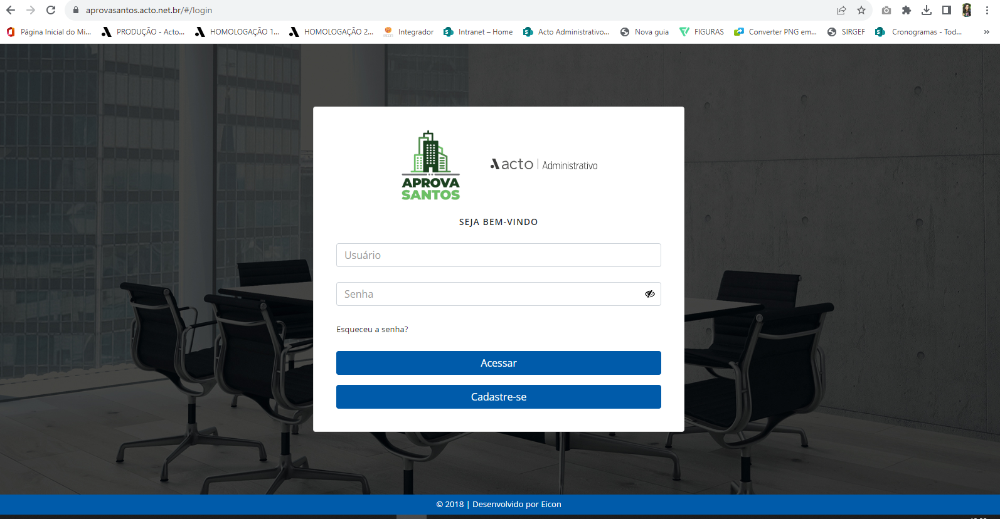 aprovasantos.acto.net.br/#/login
Página Inicial do Mi...
PRODUÇÃO - Acto...
HOMOLOGAÇÃO 1...
HOMOLOGAÇÃO 2...
Integrador
Intranet – Home
Acto Administrativo...
Nova guia
FIGURAS
Converter PNG em...
SIRGEF
Cronogramas - Tod...
»
APROVA
SANTOS
acto | Administrativo
SEJA BEM-VINDO
Usuário
Senha
Esqueceu a senha?
Acessar
Cadastre-se
© 2018 | Desenvolvido por Eicon